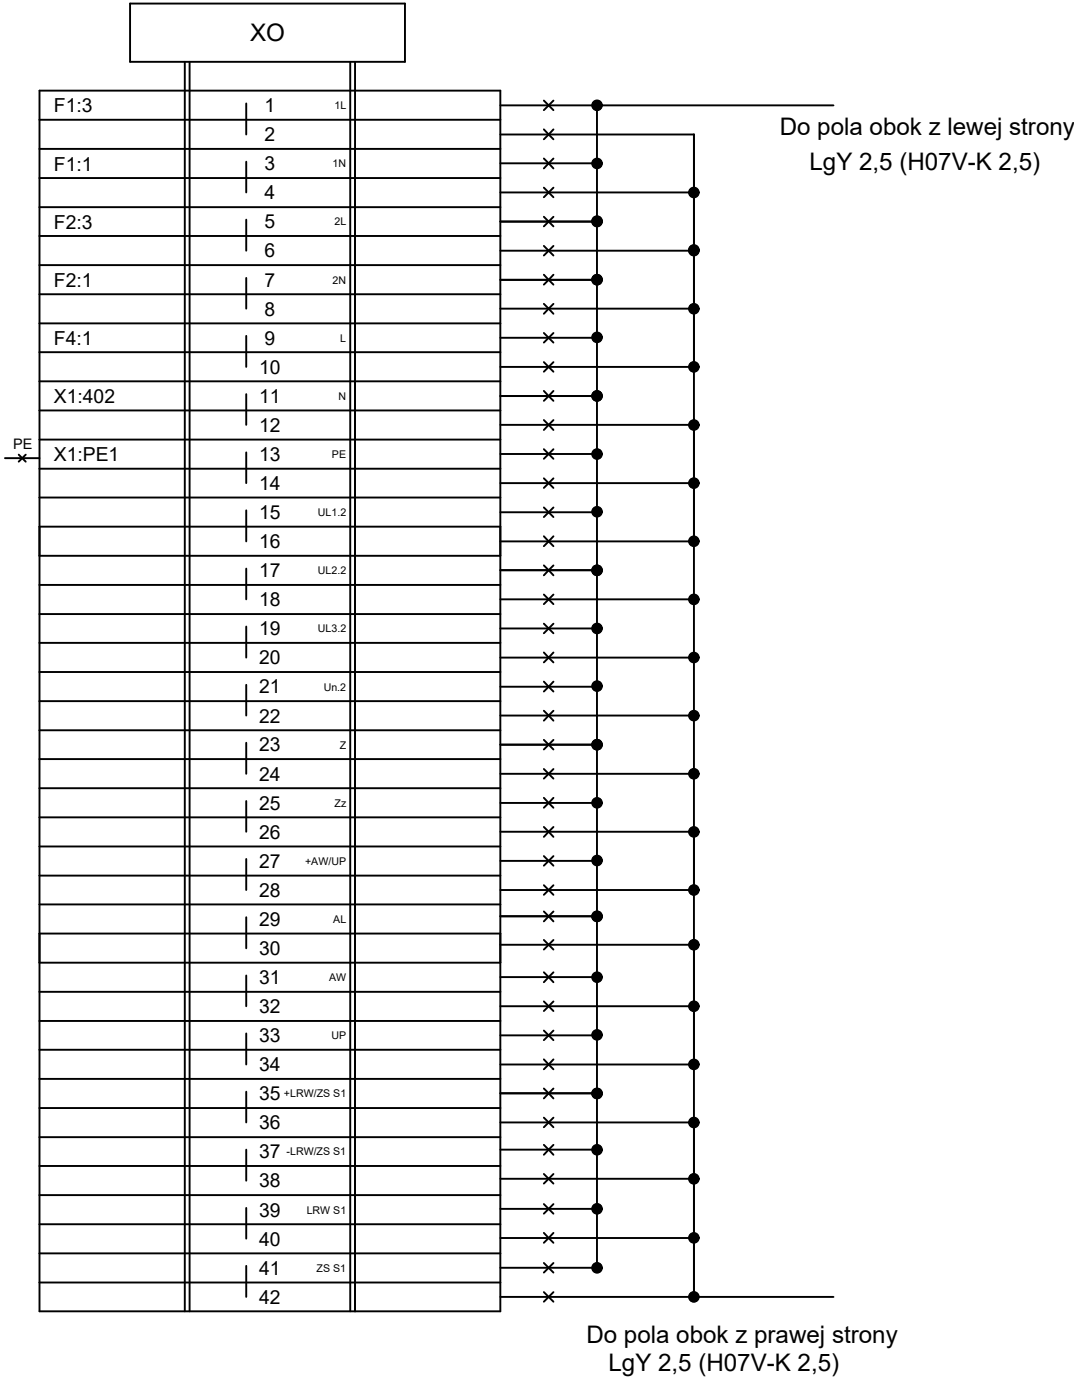 XO
F1:3 1 1L
2
Do pola obok z lewej strony
F1:1 3 1N
LgY 2,5 (H07V-K 2,5)
4
F2:3 5 2L
6
F2:1 7 2N
8
F4:1 9 L
10
X1:402 11 N
12
PE
X1:PE1 13 PE
14
15 UL1.2
16
17 UL2.2
18
19 UL3.2
20
21 Un.2
22
23 Z
24
25 Zz
26
27 +AW/UP
28
29 AL
30
31 AW
32
33 UP
34
35 +LRW/ZS S1
36
37 -LRW/ZS S1
38
39 LRW S1
40
41 ZS S1
42
Do pola obok z prawej strony
LgY 2,5 (H07V-K 2,5)